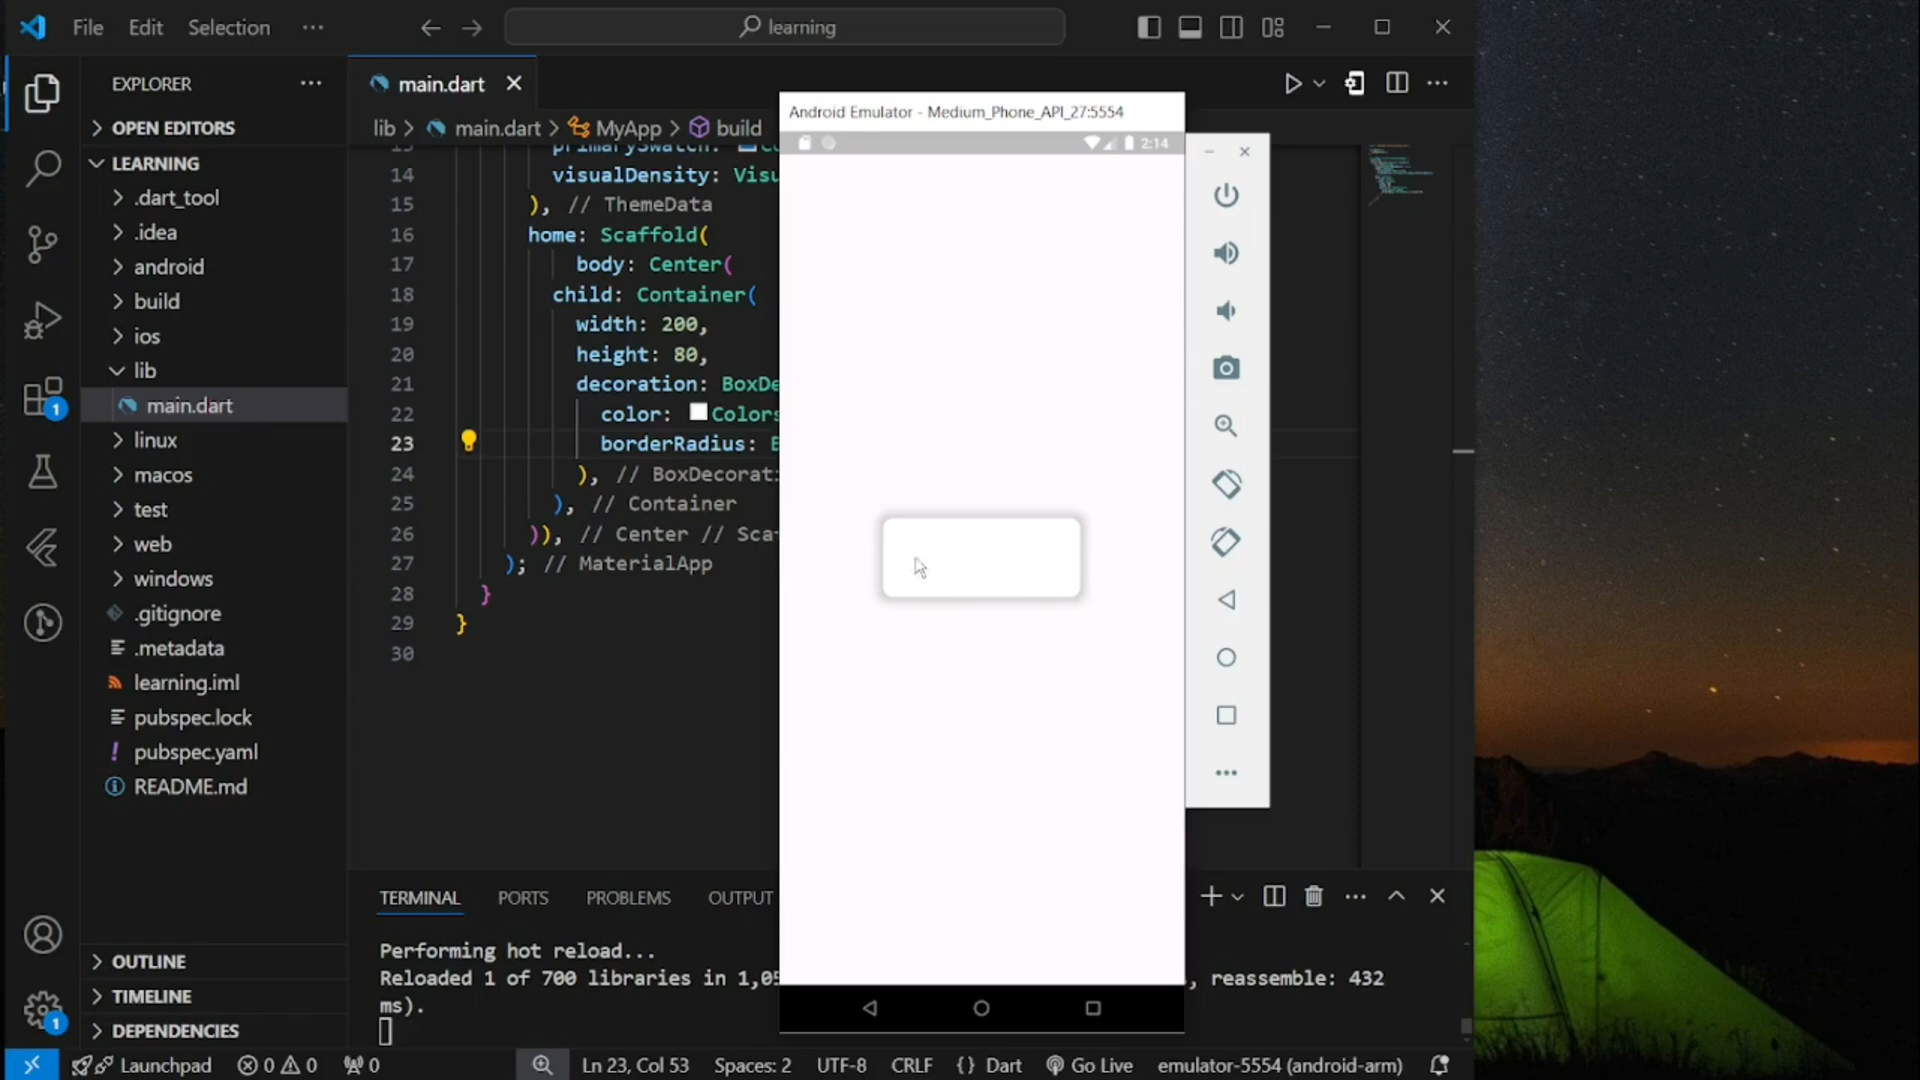 File Edit Selection ···
learning
EXPLORER ···
main.dart
OPEN EDITORS
LEARNING
.dart_tool
.idea
android
build
ios
lib
main.dart
linux
macos
test
web
windows
.gitignore
.metadata
learning.iml
pubspec.lock
pubspec.yaml
README.md
OUTLINE
TIMELINE
DEPENDENCIES
lib > main.dart > MyApp > build
14 visualDensity: Visu
15 ), // ThemeData
16 home: Scaffold(
17 body: Center(
18 child: Container(
19 width: 200,
20 height: 80,
21 decoration: BoxDe
22 color: Colors
23 borderRadius: B
24 ), // BoxDecorati
25 ), // Container
26 )), // Center // Sca
27 ); // MaterialApp
28 }
29 }
30
Android Emulator - Medium_Phone_API_27:5554
2:14
TERMINAL PORTS PROBLEMS OUTPUT
Performing hot reload...
Reloaded 1 of 700 libraries in 1,05 , reassemble: 432
ms).
1
1
Launchpad 0 0 0 Ln 23, Col 53 Spaces: 2 UTF-8 CRLF {} Dart Go Live emulator-5554 (android-arm)